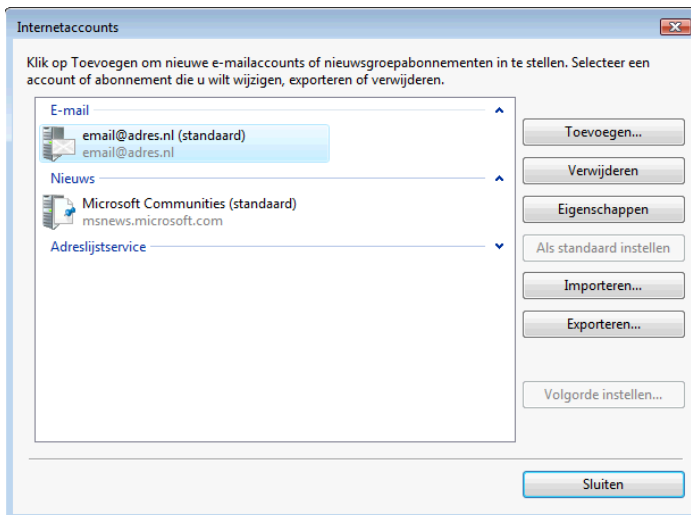 Internetaccounts
Klik op Toevoegen om nieuwe e-mailaccounts of nieuwsgroepabonnementen in te stellen. Selecteer een
account of abonnement die u wilt wijzigen, exporteren of verwijderen.
E-mail
email@adres.nl (standaard)
email@adres.nl
Nieuws
Microsoft Communities (standaard)
msnews.microsoft.com
Adreslijstservice
Toevoegen...
Verwijderen
Eigenschappen
Als standaard instellen
Importeren...
Exporteren...
Volgorde instellen...
Sluiten